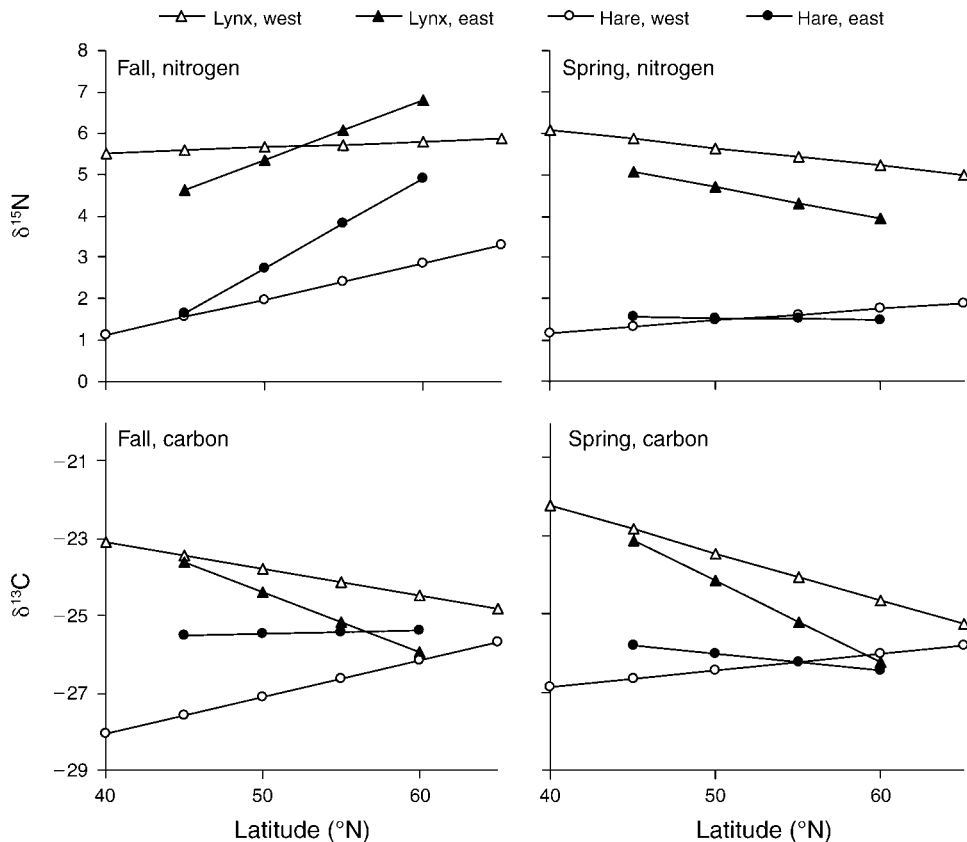 Lynx, west Lynx, east Hare, west Hare, east
Fall, nitrogen
Spring, nitrogen
8
7
6
5
4
3
2
1
0
δ15N
Fall, carbon
Spring, carbon
−21
−23
−25
−27
−29
δ13C
40 50 60
40 50 60
Latitude (°N)
Latitude (°N)